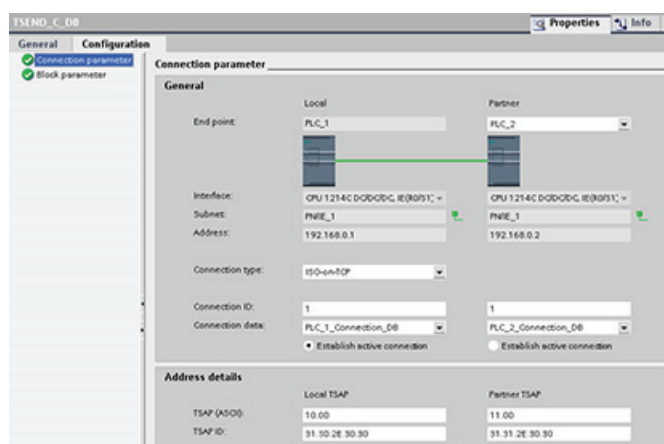 TSEND_C_DB
Properties Info
General Configuration
Connection parameter
Block parameter
Connection parameter
General
Local Partner
End point: PLC_1 PLC_2
Interface: CPU 1214C DC/DC/DC, IE(R0/S1) CPU 1214C DC/DC/DC, IE(R0/S1)
Subnet: PN/IE_1 PN/IE_1
Address: 192.168.0.1 192.168.0.2
Connection type: ISO-on-TCP
Connection ID: 1 1
Connection data: PLC_1_Connection_DB PLC_2_Connection_DB
Establish active connection Establish active connection
Address details
Local TSAP Partner TSAP
TSAP (ASCII): 10.00 11.00
TSAP ID: 31.30.2E.30.30 31.31.2E.30.30